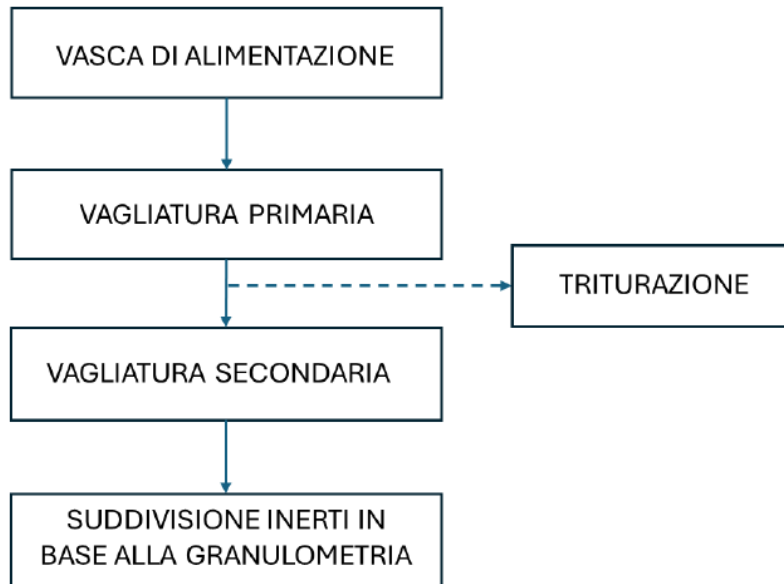 VASCA DI ALIMENTAZIONE
VAGLIATURA PRIMARIA
TRITURAZIONE
VAGLIATURA SECONDARIA
SUDDIVISIONE INERTI IN
BASE ALLA GRANULOMETRIA